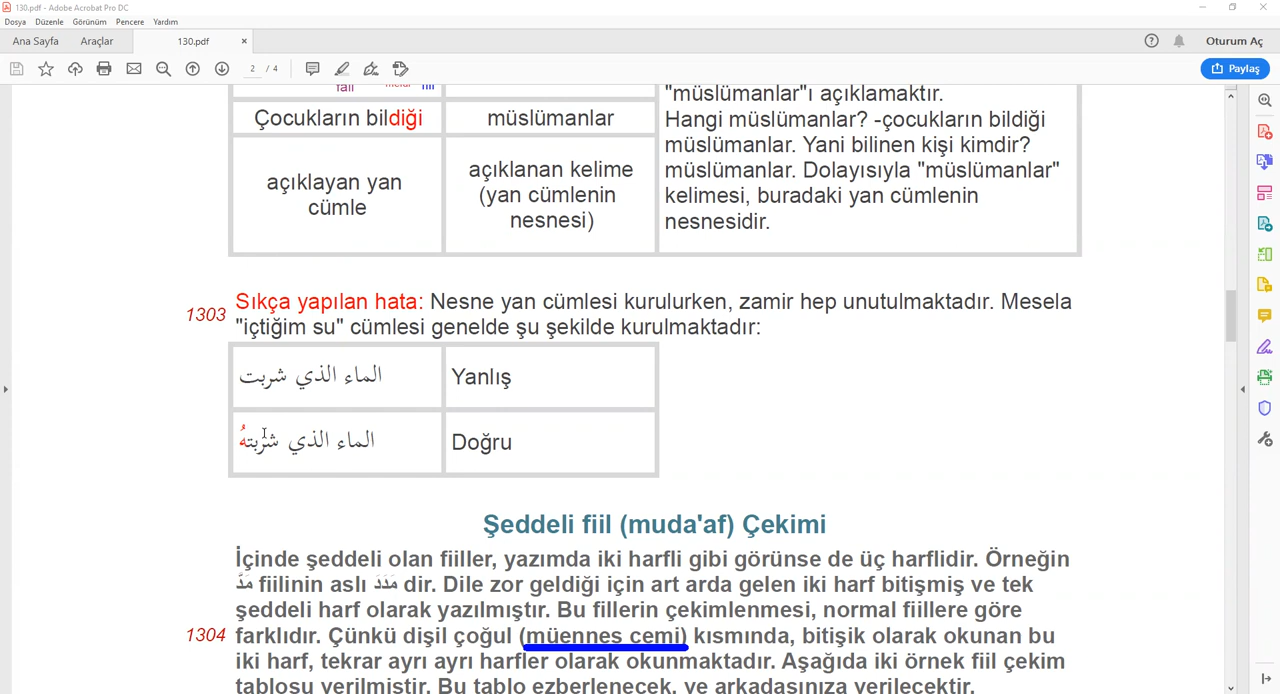 130.pdf - Adobe Acrobat Pro DC
Dosya Düzenle Görünüm Pencere Yardım
Ana Sayfa Araçlar 130.pdf × Oturum Aç
2 / 4 Paylaş
fail meful fiil
"müslümanlar"ı açıklamaktır.
Çocukların bildiği müslümanlar
Hangi müslümanlar? -çocukların bildiği
müslümanlar. Yani bilinen kişi kimdir?
müslümanlar. Dolayısıyla "müslümanlar"
kelimesi, buradaki yan cümlenin
nesnesidir.
açıklayan yan
cümle
açıklanan kelime
(yan cümlenin
nesnesi)
1303 Sıkça yapılan hata: Nesne yan cümlesi kurulurken, zamir hep unutulmaktadır. Mesela
"içtiğim su" cümlesi genelde şu şekilde kurulmaktadır:
الماء الذي شربت Yanlış
الماء الذي شربتهُ Doğru
Şeddeli fiil (muda'af) Çekimi
İçinde şeddeli olan fiiller, yazımda iki harfli gibi görünse de üç harflidir. Örneğin
مَدَّ fiilinin aslı مَدَدَ dir. Dile zor geldiği için art arda gelen iki harf bitişmiş ve tek
şeddeli harf olarak yazılmıştır. Bu fillerin çekimlenmesi, normal fiillere göre
1304 farklıdır. Çünkü dişil çoğul (müennes cemi) kısmında, bitişik olarak okunan bu
iki harf, tekrar ayrı ayrı harfler olarak okunmaktadır. Aşağıda iki örnek fiil çekim
tablosu verilmiştir. Bu tablo ezberlenecek, ve arkadaşınıza verilecektir.